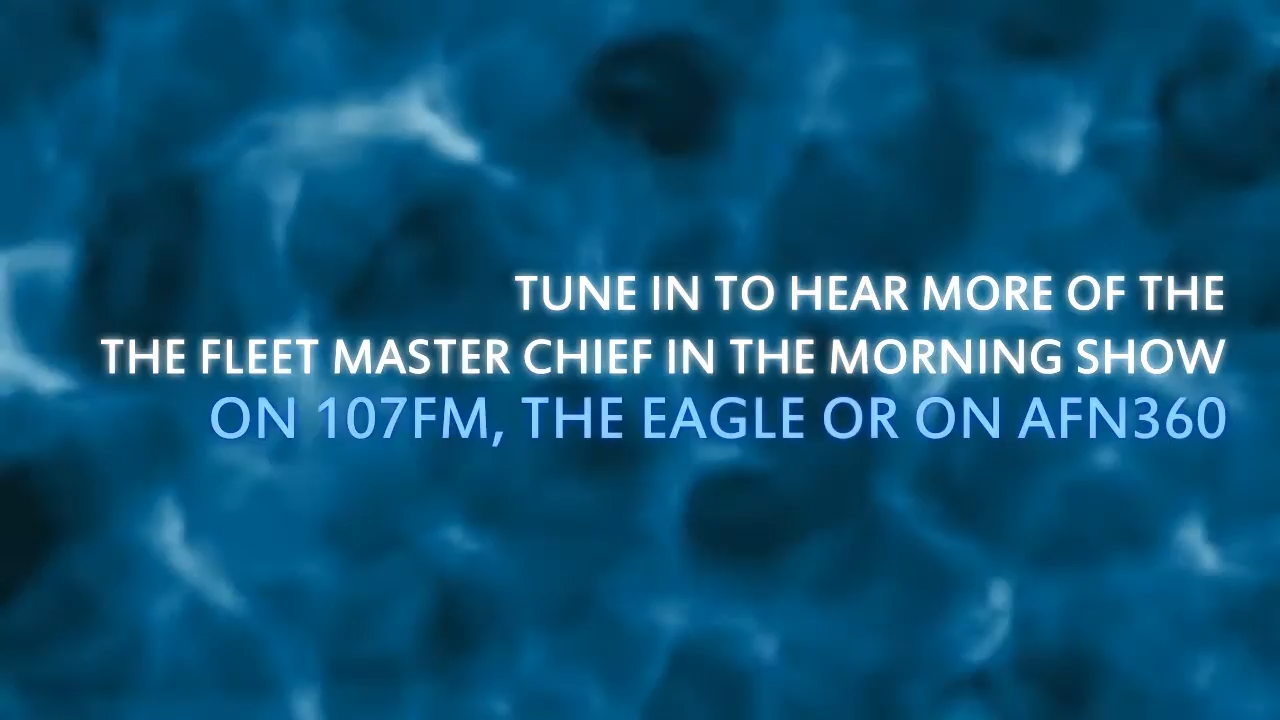 TUNE IN TO HEAR MORE OF THE
THE FLEET MASTER CHIEF IN THE MORNING SHOW
ON 107FM, THE EAGLE OR ON AFN360